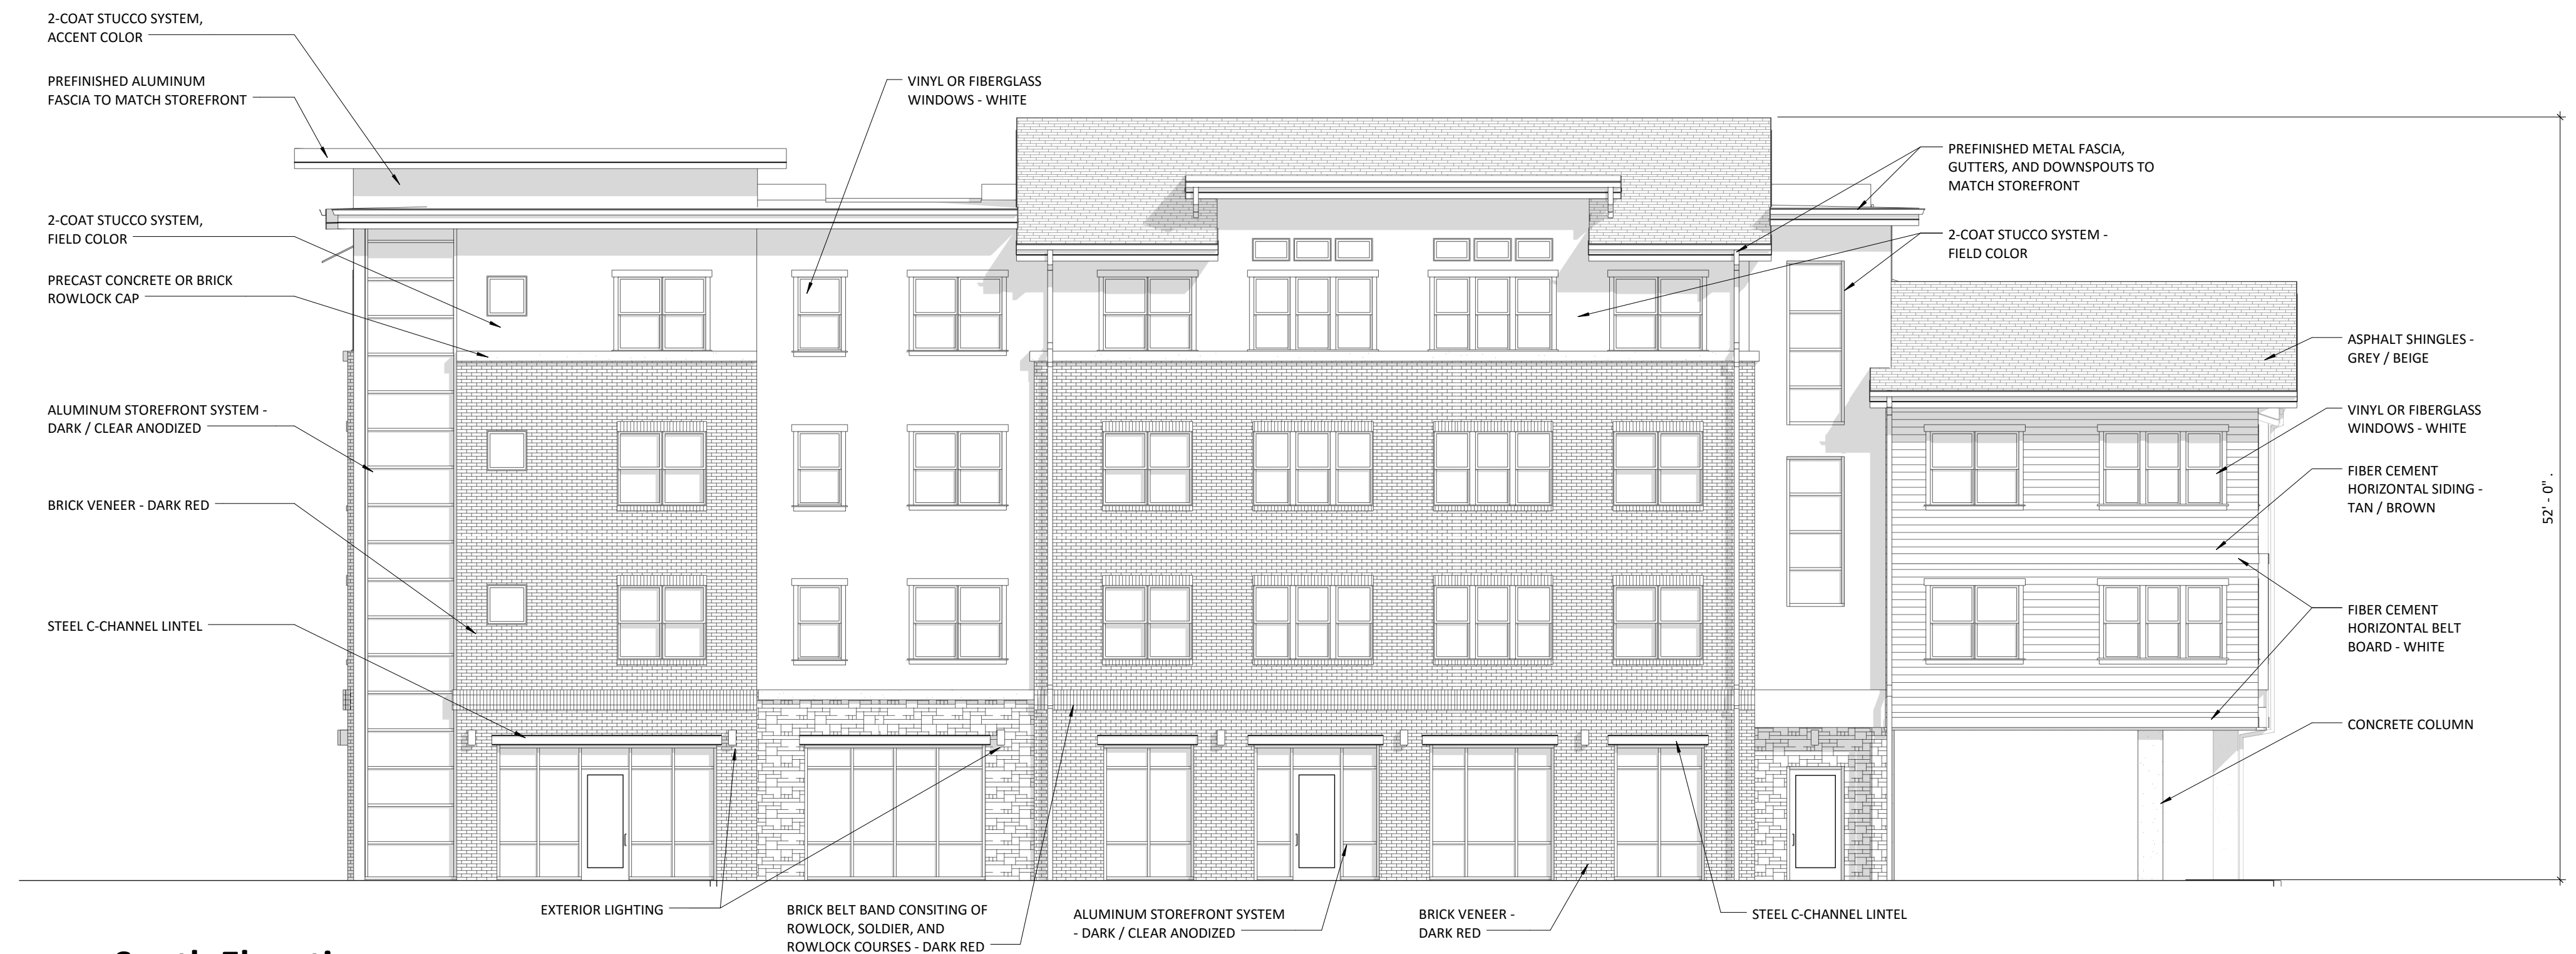 2-COAT STUCCO SYSTEM,
ACCENT COLOR
PREFINISHED ALUMINUM
FASCIA TO MATCH STOREFRONT
2-COAT STUCCO SYSTEM,
FIELD COLOR
PRECAST CONCRETE OR BRICK
ROWLOCK CAP
ALUMINUM STOREFRONT SYSTEM -
DARK / CLEAR ANODIZED
BRICK VENEER - DARK RED
STEEL C-CHANNEL LINTEL
VINYL OR FIBERGLASS
WINDOWS - WHITE
PREFINISHED METAL FASCIA,
GUTTERS, AND DOWNSPOUTS TO
MATCH STOREFRONT
2-COAT STUCCO SYSTEM -
FIELD COLOR
ASPHALT SHINGLES -
GREY / BEIGE
VINYL OR FIBERGLASS
WINDOWS - WHITE
FIBER CEMENT
HORIZONTAL SIDING -
TAN / BROWN
FIBER CEMENT
HORIZONTAL BELT
BOARD - WHITE
CONCRETE COLUMN
52' - 0" .
EXTERIOR LIGHTING
BRICK BELT BAND CONSITING OF
ROWLOCK, SOLDIER, AND
ROWLOCK COURSES - DARK RED
ALUMINUM STOREFRONT SYSTEM
- DARK / CLEAR ANODIZED
BRICK VENEER -
DARK RED
STEEL C-CHANNEL LINTEL